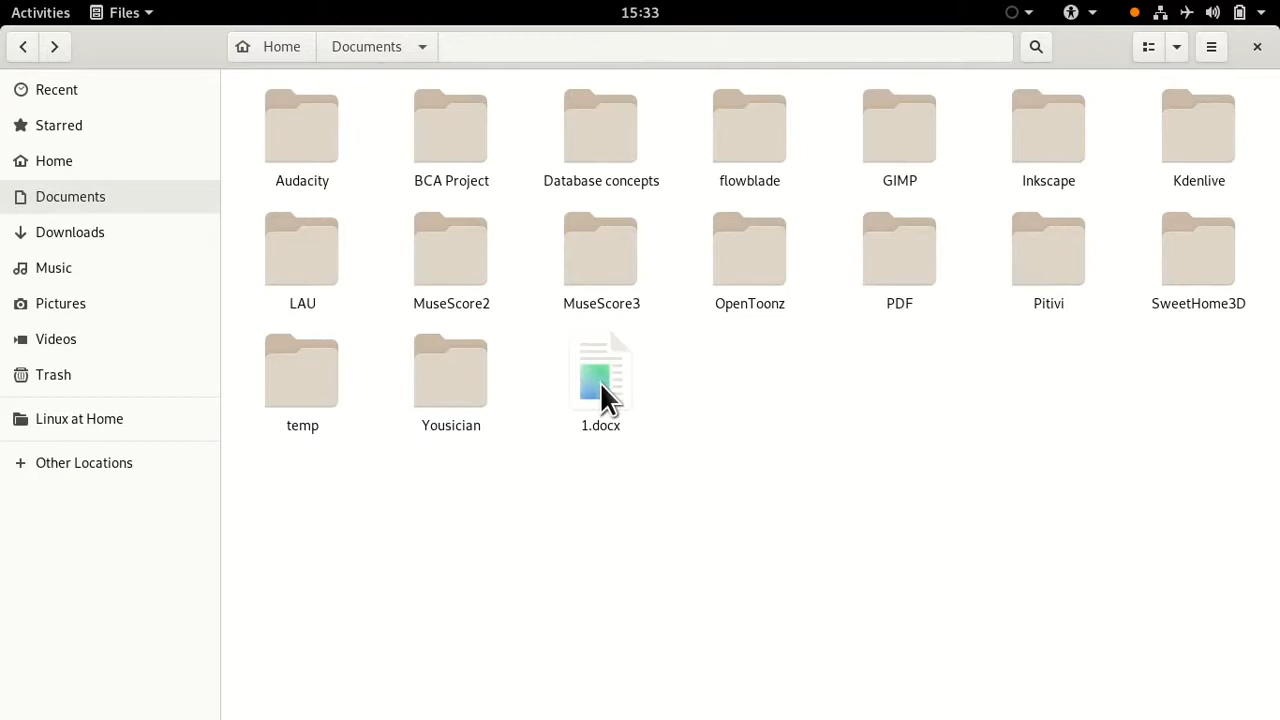 Activities Files 15:33
Home Documents
Recent
Starred
Home
Documents
Downloads
Music
Pictures
Videos
Trash
Linux at Home
Other Locations
Audacity BCA Project Database concepts flowblade GIMP Inkscape Kdenlive
LAU MuseScore2 MuseScore3 OpenToonz PDF Pitivi SweetHome3D
temp Yousician 1.docx